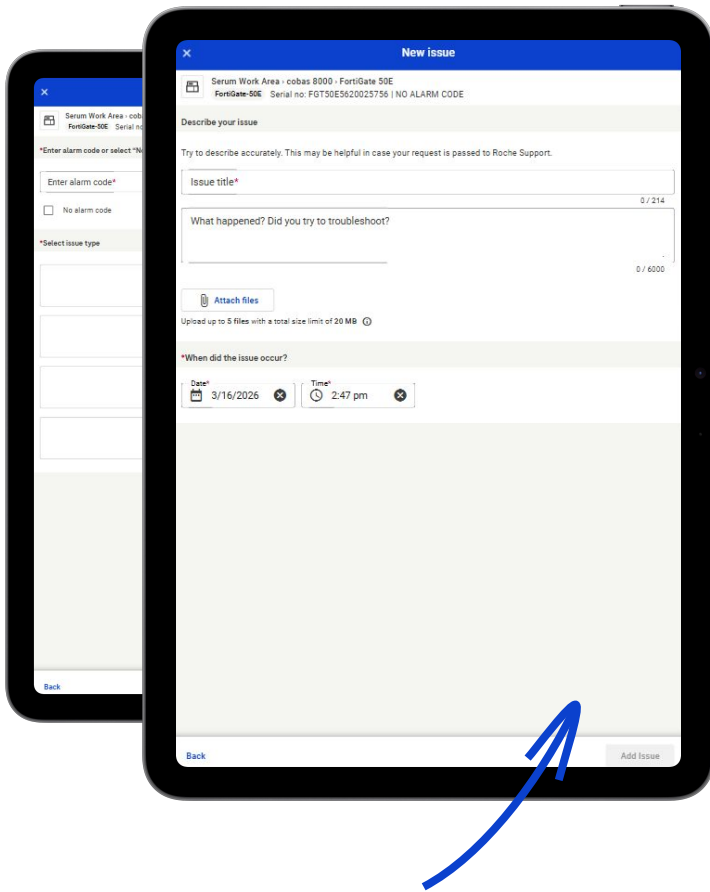 New issue
Serum Work Area › cobas 8000 › FortiGate 50E
FortiGate-50E Serial no: FGT50E5620025756 | NO ALARM CODE
Describe your issue
Try to describe accurately. This may be helpful in case your request is passed to Roche Support.
Issue title*
0 / 214
What happened? Did you try to troubleshoot?
0 / 6000
Attach files
Upload up to 5 files with a total size limit of 20 MB
*When did the issue occur?
Date*
3/16/2026
Time*
2:47 pm
Back
Add Issue
Serum Work Area › cob
FortiGate-50E Serial no
*Enter alarm code or select "No
Enter alarm code*
No alarm code
*Select issue type
Back